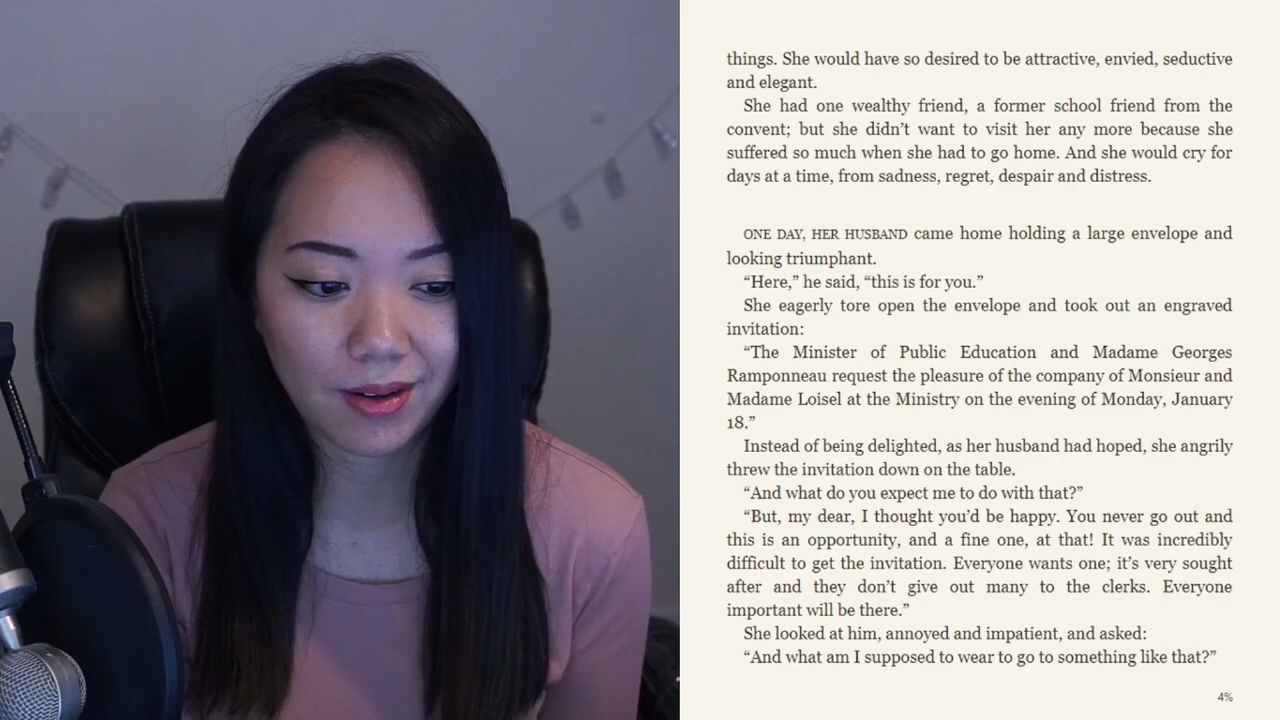 things. She would have so desired to be attractive, envied, seductive
and elegant.
She had one wealthy friend, a former school friend from the
convent; but she didn’t want to visit her any more because she
suffered so much when she had to go home. And she would cry for
days at a time, from sadness, regret, despair and distress.
ONE DAY, HER HUSBAND came home holding a large envelope and
looking triumphant.
“Here,” he said, “this is for you.”
She eagerly tore open the envelope and took out an engraved
invitation:
“The Minister of Public Education and Madame Georges
Ramponneau request the pleasure of the company of Monsieur and
Madame Loisel at the Ministry on the evening of Monday, January
18.”
Instead of being delighted, as her husband had hoped, she angrily
threw the invitation down on the table.
“And what do you expect me to do with that?”
“But, my dear, I thought you’d be happy. You never go out and
this is an opportunity, and a fine one, at that! It was incredibly
difficult to get the invitation. Everyone wants one; it’s very sought
after and they don’t give out many to the clerks. Everyone
important will be there.”
She looked at him, annoyed and impatient, and asked:
“And what am I supposed to wear to go to something like that?”
4%